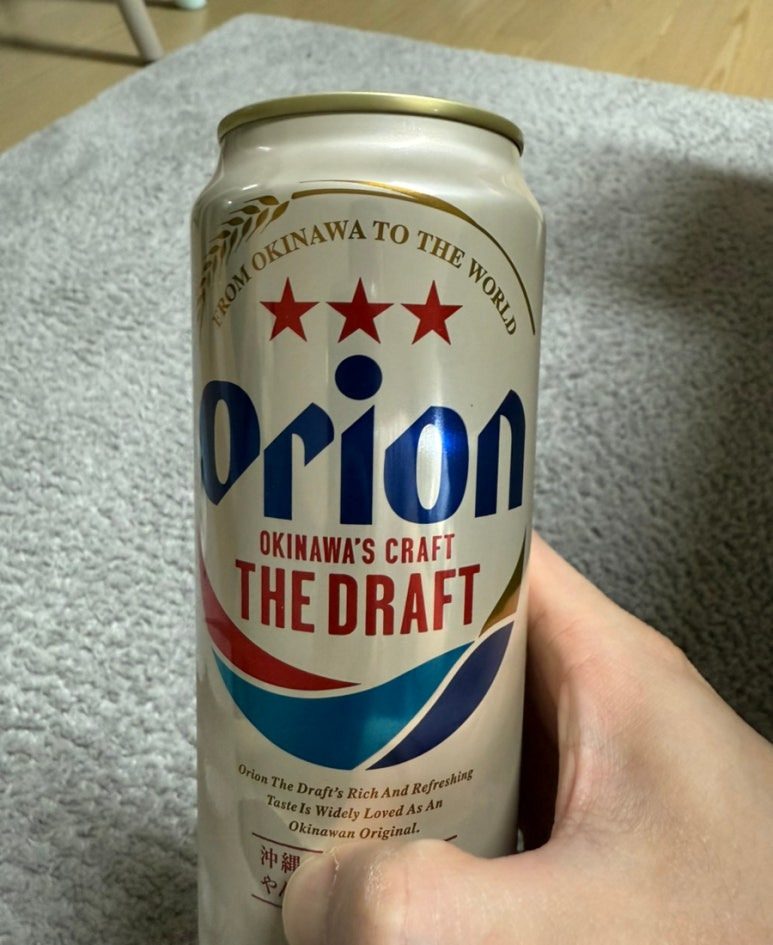 FROM OKINAWA TO THE WORLD
Orion
OKINAWA'S CRAFT
THE DRAFT
Orion The Draft's Rich And Refreshing
Taste Is Widely Loved As An
Okinawan Original.
沖縄
や